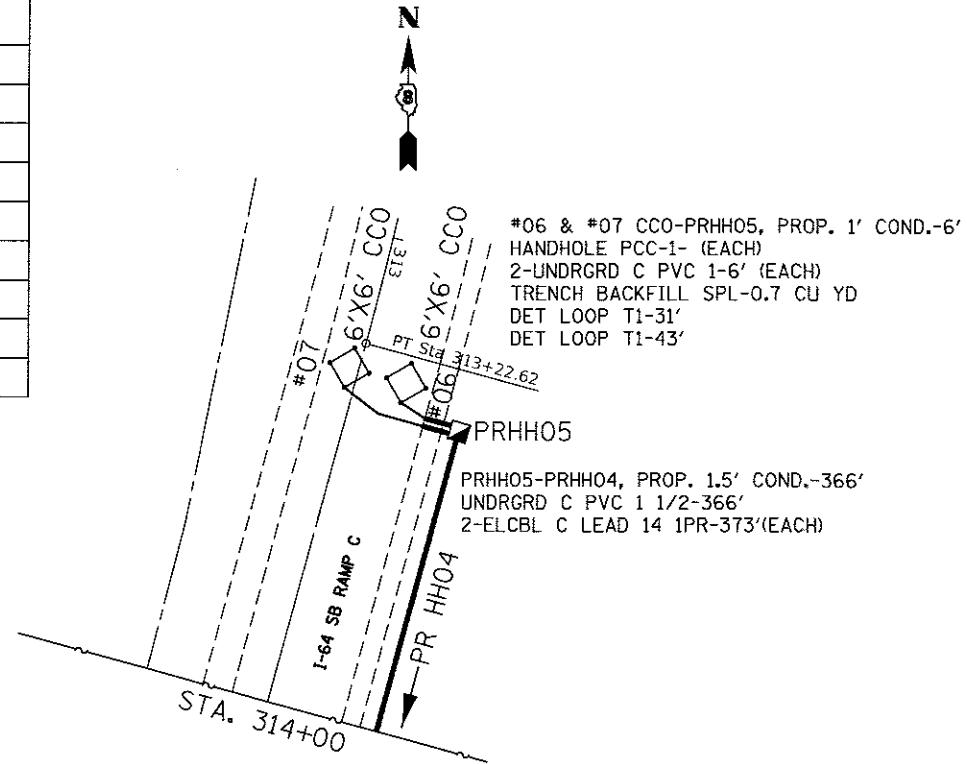 N
#06 & #07 CCO-PRHH05, PROP. 1' COND.-6'
HANDHOLE PCC-1- (EACH)
2-UNDRGRD C PVC 1-6' (EACH)
TRENCH BACKFILL SPL-0.7 CU YD
DET LOOP T1-31'
DET LOOP T1-43'
6'X6' CCO
6'X6' CCO
313
PT Sta 313+22.62
#07
#06
PRHH05
PRHH05-PRHH04, PROP. 1.5' COND.-366'
UNDRGRD C PVC 1 1/2-366'
2-ELCBL C LEAD 14 1PR-373'(EACH)
I-64 SB RAMP C
PR HH04
STA. 314+00